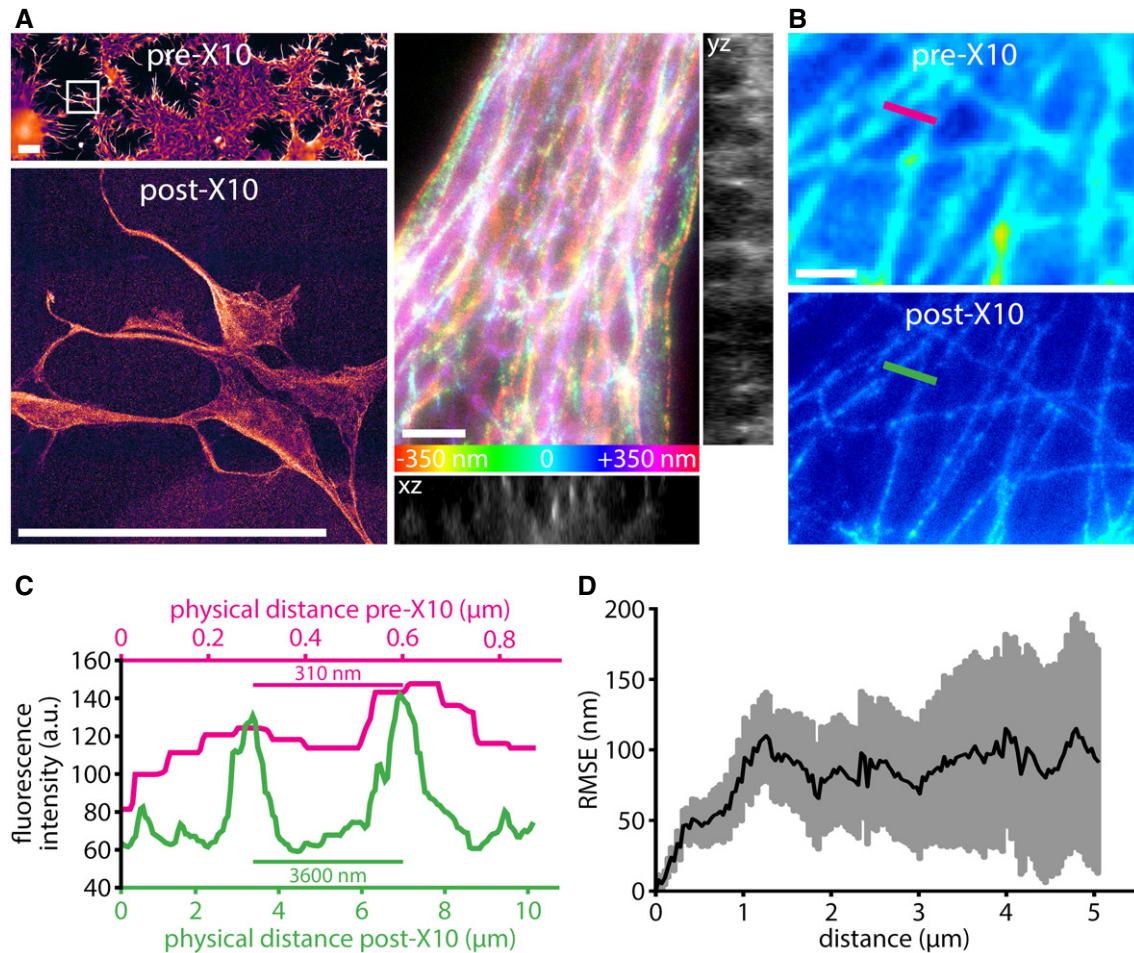 A
pre-X10
post-X10
yz
-350 nm 0 +350 nm
xz
B
pre-X10
post-X10
C
physical distance pre-X10 (μm)
0 0.2 0.4 0.6 0.8
160
140
120
100
80
60
40
fluorescence
intensity (a.u.)
310 nm
3600 nm
0 2 4 6 8 10
physical distance post-X10 (μm)
D
200
150
100
50
0
RMSE (nm)
0 1 2 3 4 5
distance (μm)